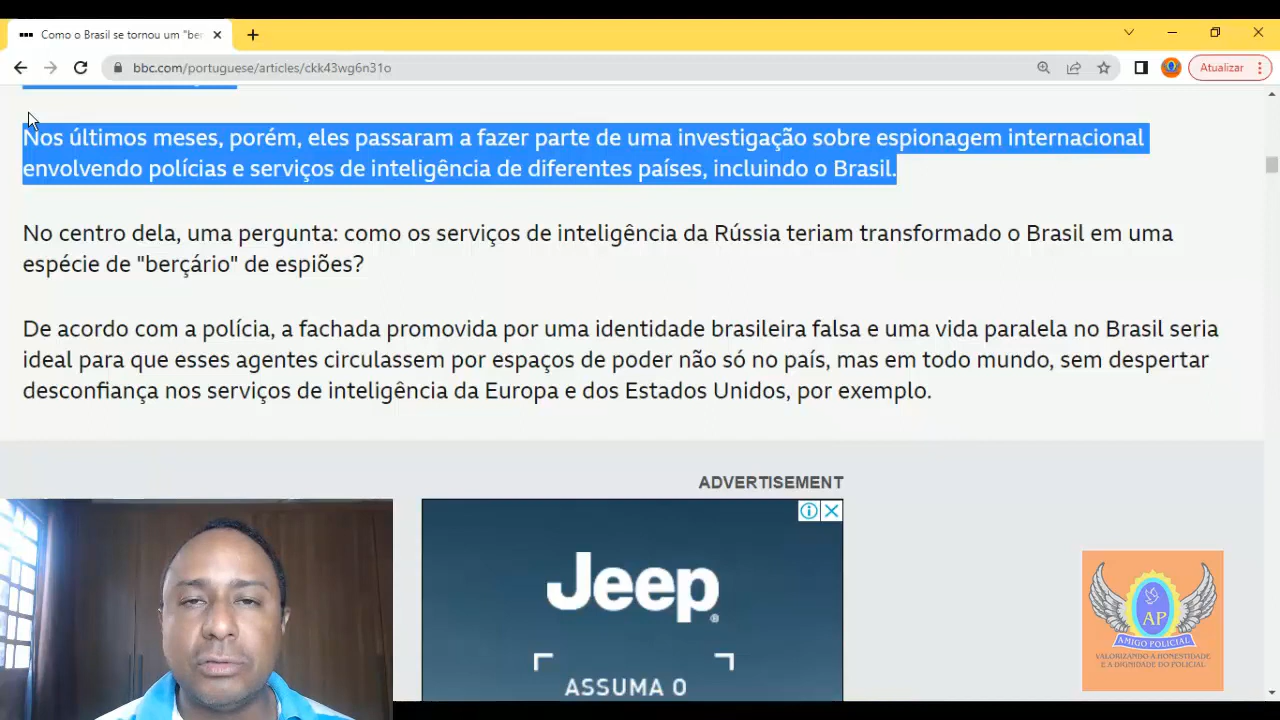 Como o Brasil se tornou um "ber
bbc.com/portuguese/articles/ckk43wg6n31o
Atualizar
Nos últimos meses, porém, eles passaram a fazer parte de uma investigação sobre espionagem internacional
envolvendo polícias e serviços de inteligência de diferentes países, incluindo o Brasil.
No centro dela, uma pergunta: como os serviços de inteligência da Rússia teriam transformado o Brasil em uma
espécie de "berçário" de espiões?
De acordo com a polícia, a fachada promovida por uma identidade brasileira falsa e uma vida paralela no Brasil seria
ideal para que esses agentes circulassem por espaços de poder não só no país, mas em todo mundo, sem despertar
desconfiança nos serviços de inteligência da Europa e dos Estados Unidos, por exemplo.
ADVERTISEMENT
Jeep
ASSUMA O
AP
AMIGO POLICIAL
VALORIZANDO A HONESTIDADE
E A DIGNIDADE DO POLICIAL